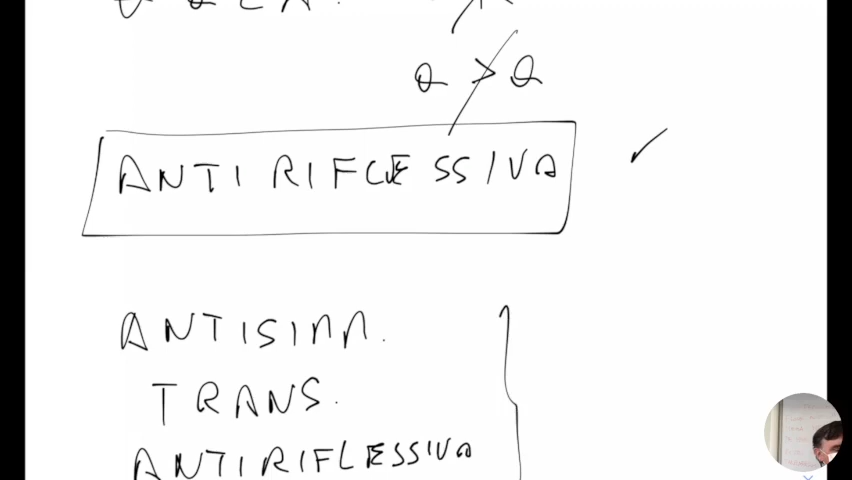 a ≯ a
ANTIRIFLESSIVA
ANTISIMM.
TRANS.
ANTIRIFLESSIVA